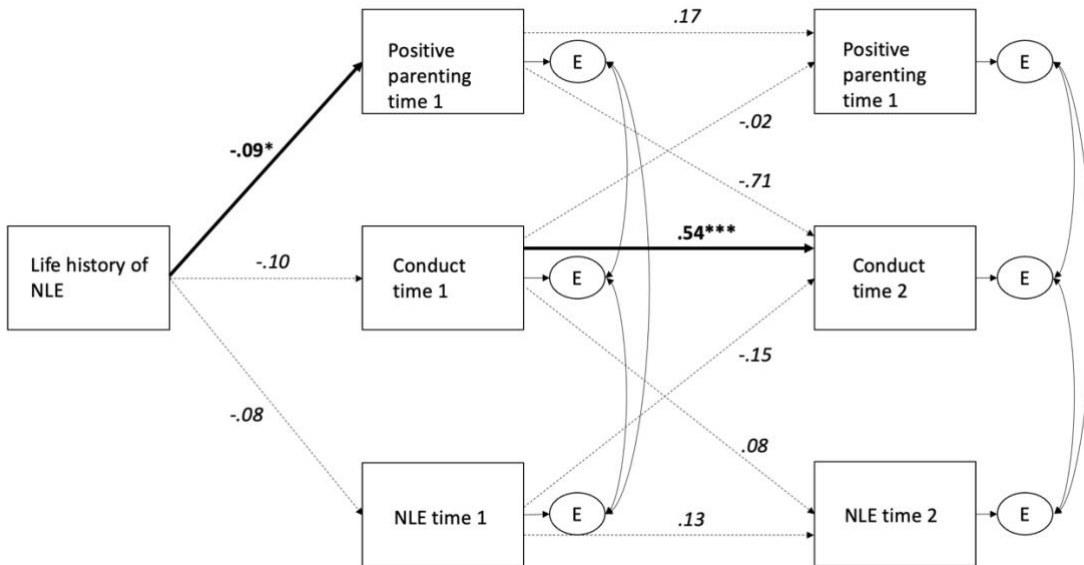 .17
Positive
parenting
time 1
E
Positive
parenting
time 1
E
-.02
-.09*
-.71
.54***
Life history of
NLE
-.10
Conduct
time 1
E
Conduct
time 2
E
-.15
-.08
.08
NLE time 1
E
.13
NLE time 2
E